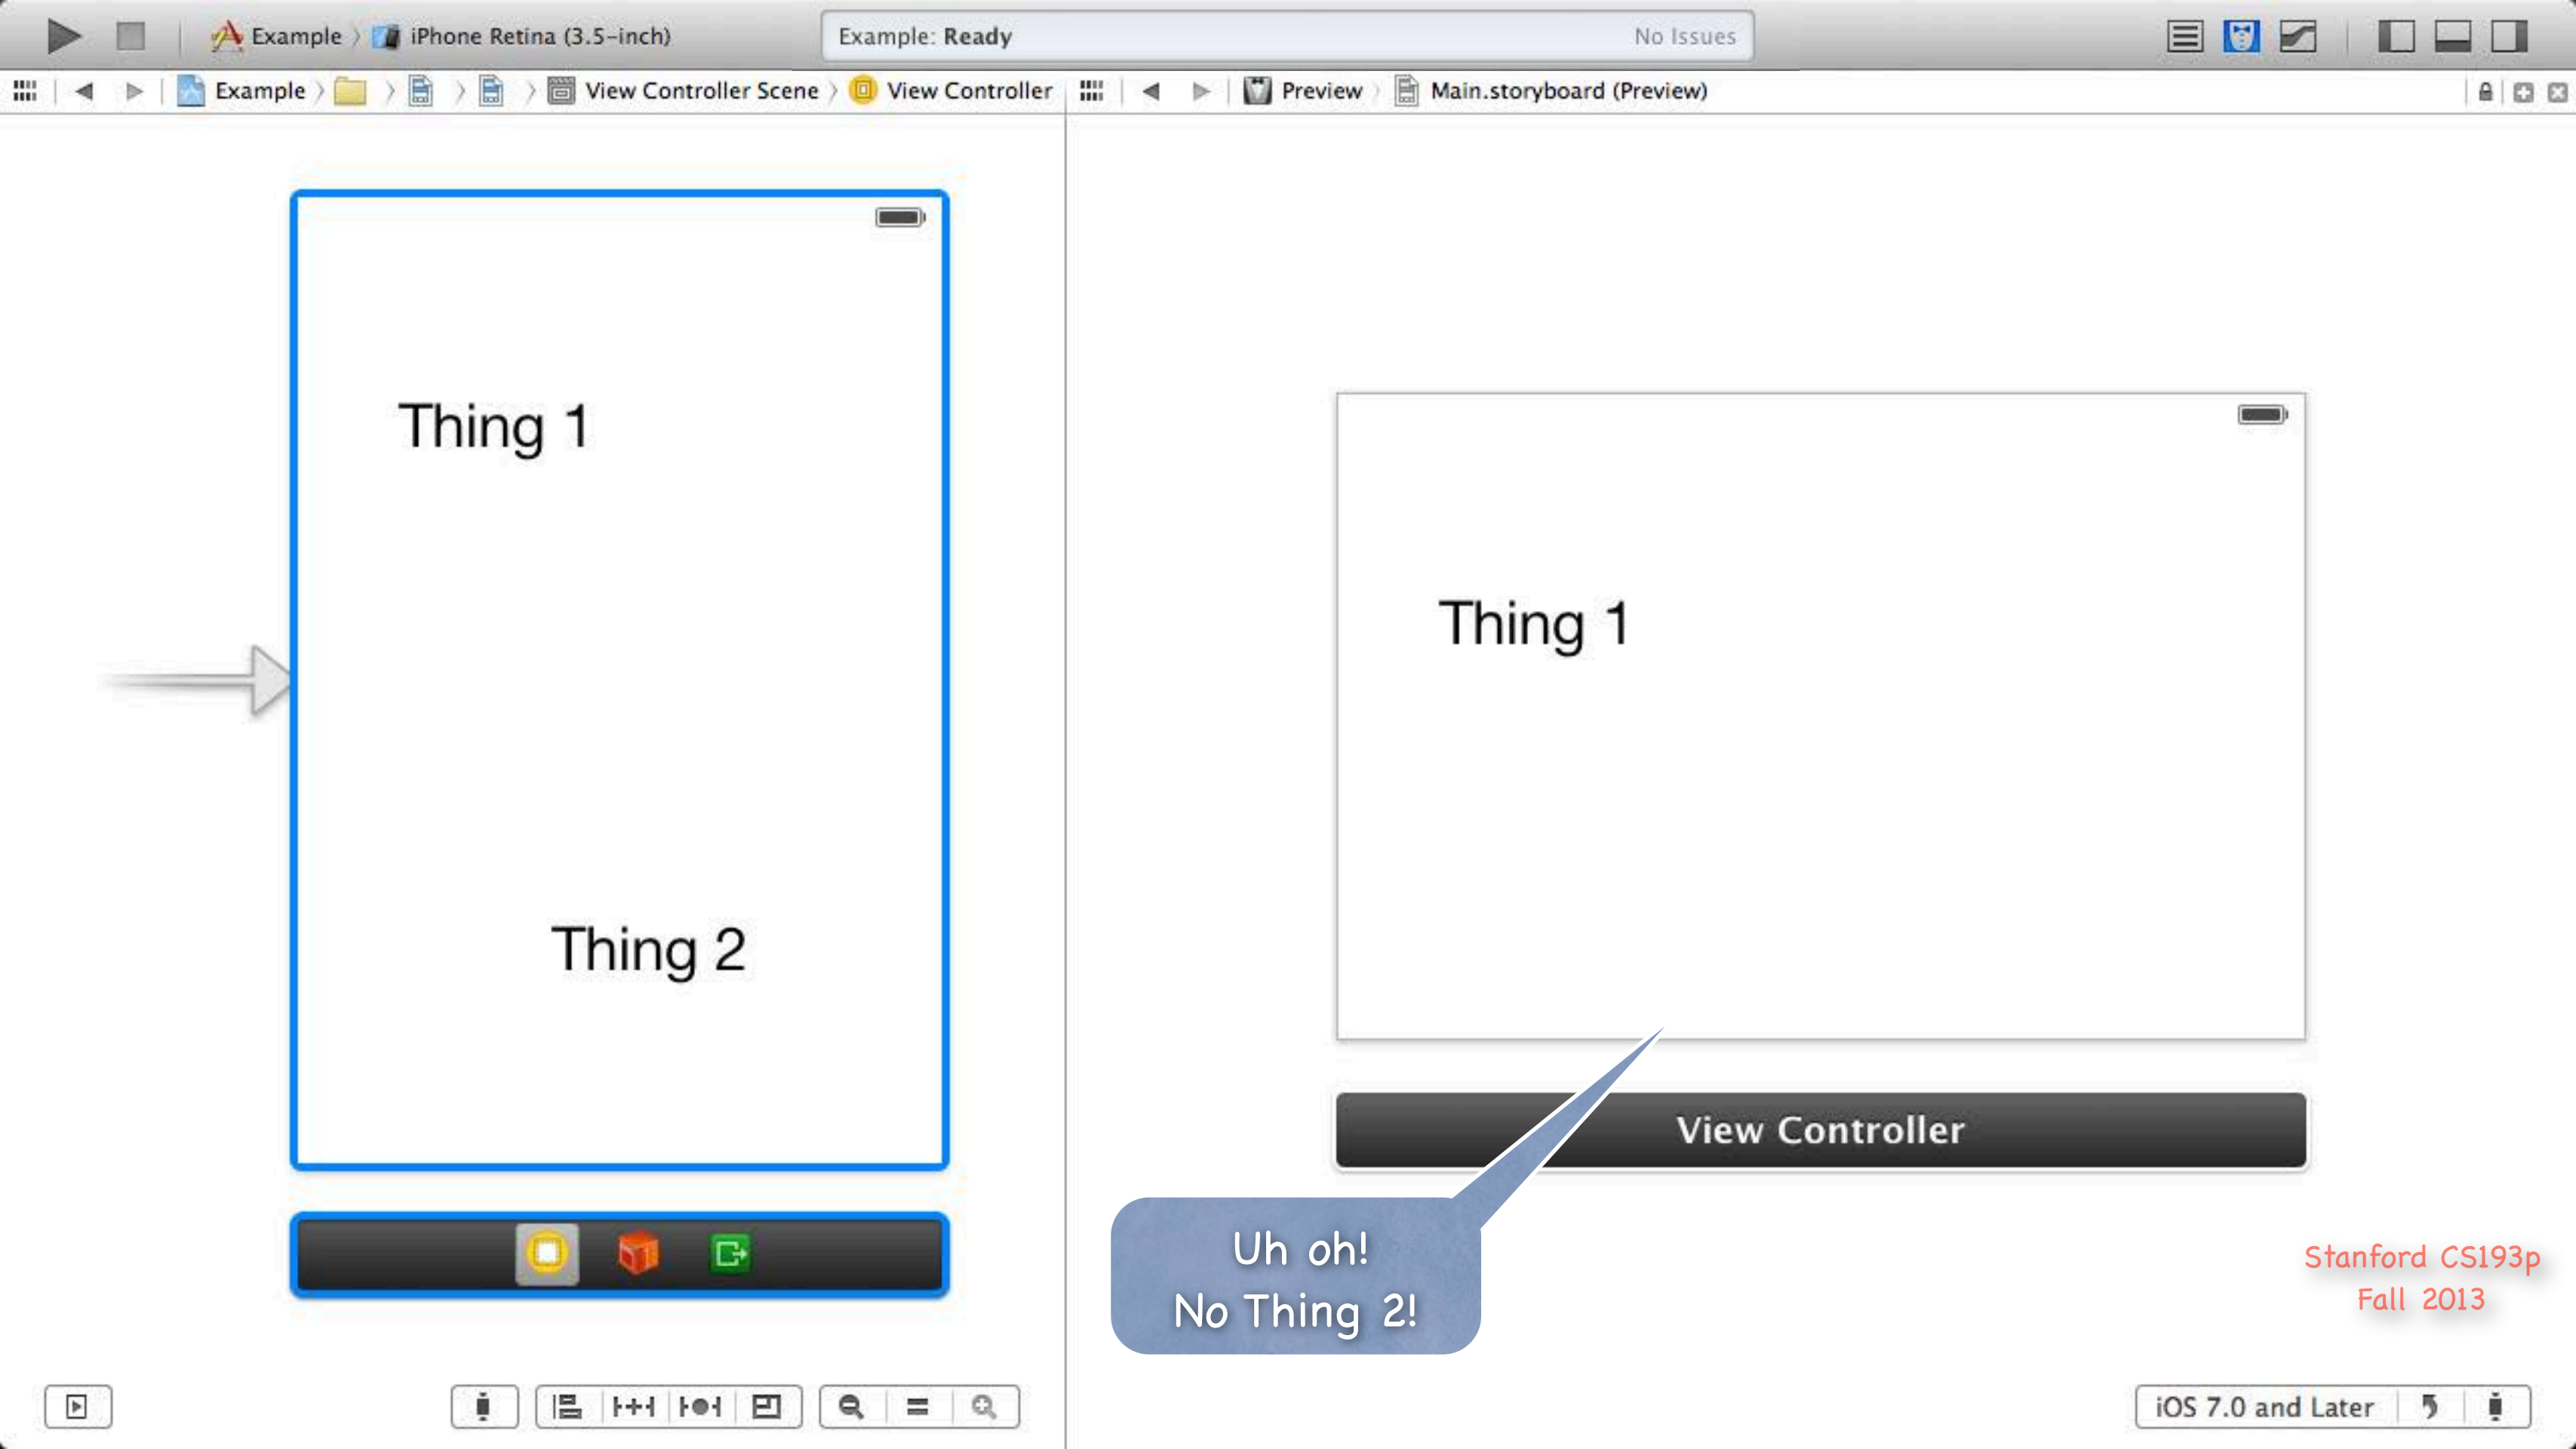 Example
iPhone Retina (3.5-inch)
Example: Ready
No Issues
Example
View Controller Scene
View Controller
Preview
Main.storyboard (Preview)
Thing 1
Thing 2
Thing 1
View Controller
Uh oh!
No Thing 2!
Stanford CS193p
Fall 2013
iOS 7.0 and Later